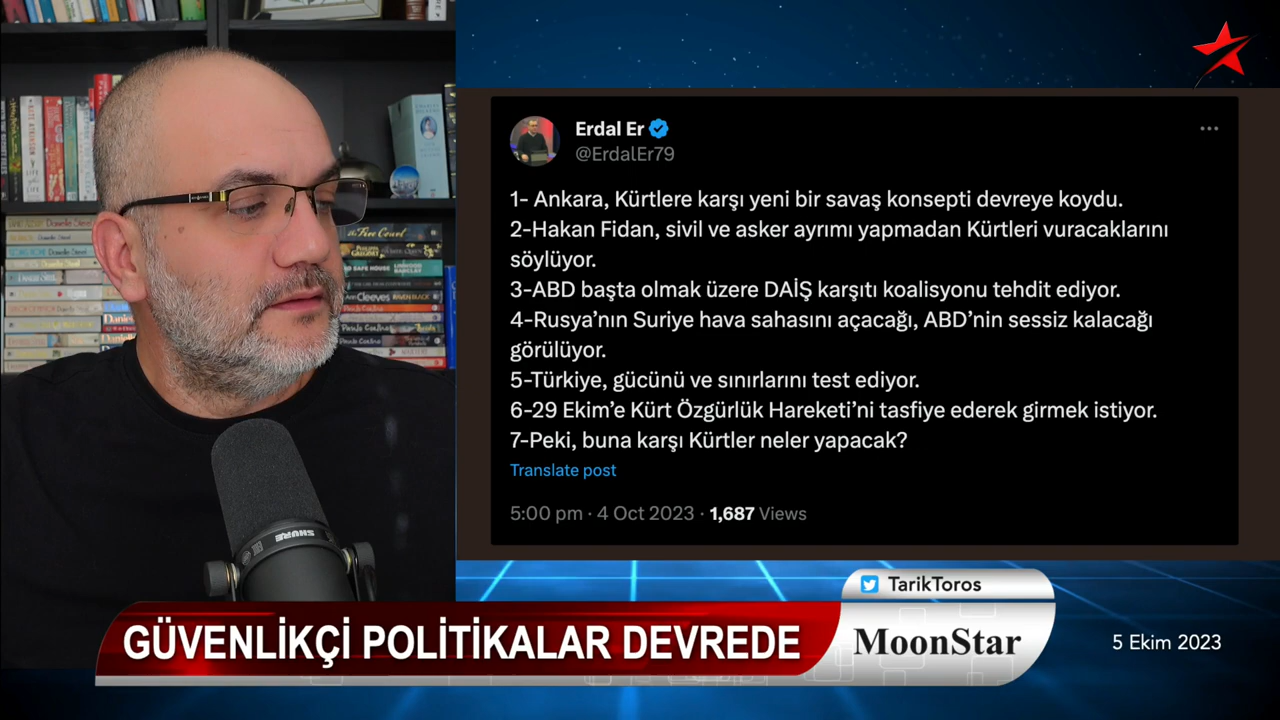 Erdal Er
@ErdalEr79
1- Ankara, Kürtlere karşı yeni bir savaş konsepti devreye koydu.
2-Hakan Fidan, sivil ve asker ayrımı yapmadan Kürtleri vuracaklarını
söylüyor.
3-ABD başta olmak üzere DAİŞ karşıtı koalisyonu tehdit ediyor.
4-Rusya’nın Suriye hava sahasını açacağı, ABD’nin sessiz kalacağı
görülüyor.
5-Türkiye, gücünü ve sınırlarını test ediyor.
6-29 Ekim’e Kürt Özgürlük Hareketi’ni tasfiye ederek girmek istiyor.
7-Peki, buna karşı Kürtler neler yapacak?
Translate post
5:00 pm · 4 Oct 2023 · 1,687 Views
TarikToros
GÜVENLİKÇİ POLİTİKALAR DEVREDE
MoonStar
5 Ekim 2023
SHURE